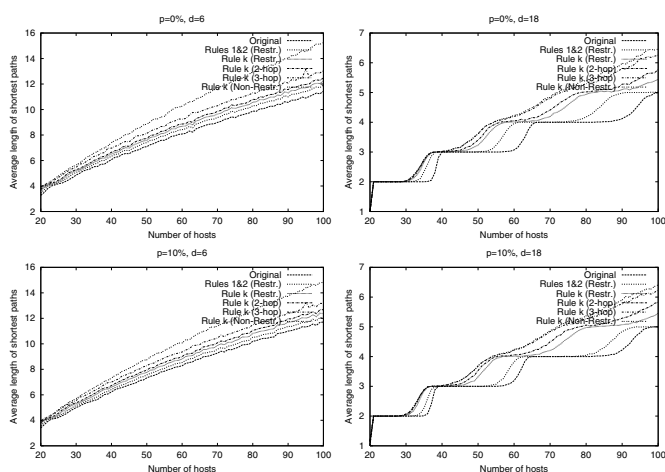 p=0%, d=6
Average length of shortest paths
16
14
12
10
8
6
4
2
Original
Rules 1&2 (Restr.)
Rule k (Restr.)
Rule k (2-hop)
Rule k (3-hop)
Rule k (Non-Restr.)
20 30 40 50 60 70 80 90 100
Number of hosts
p=0%, d=18
Average length of shortest paths
7
6
5
4
3
2
1
Original
Rules 1&2 (Restr.)
Rule k (Restr.)
Rule k (2-hop)
Rule k (3-hop)
Rule k (Non-Restr.)
20 30 40 50 60 70 80 90 100
Number of hosts
p=10%, d=6
Average length of shortest paths
16
14
12
10
8
6
4
2
Original
Rules 1&2 (Restr.)
Rule k (Restr.)
Rule k (2-hop)
Rule k (3-hop)
Rule k (Non-Restr.)
20 30 40 50 60 70 80 90 100
Number of hosts
p=10%, d=18
Average length of shortest paths
7
6
5
4
3
2
1
Original
Rules 1&2 (Restr.)
Rule k (Restr.)
Rule k (2-hop)
Rule k (3-hop)
Rule k (Non-Restr.)
20 30 40 50 60 70 80 90 100
Number of hosts